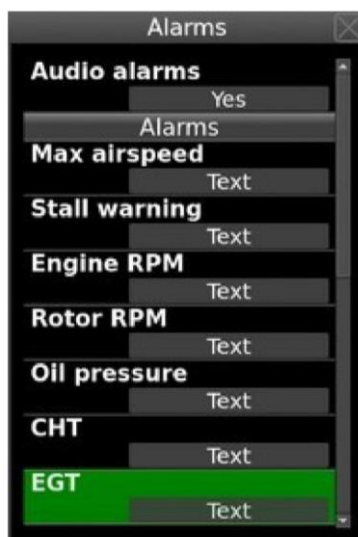 Alarms
Audio alarms
Yes
Alarms
Max airspeed
Text
Stall warning
Text
Engine RPM
Text
Rotor RPM
Text
Oil pressure
Text
CHT
Text
EGT
Text